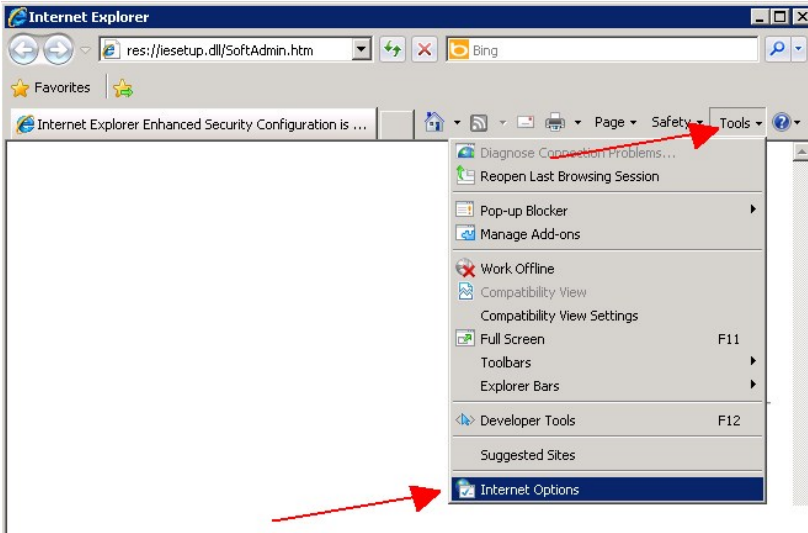 Internet Explorer
res://iesetup.dll/SoftAdmin.htm
Bing
Favorites
Internet Explorer Enhanced Security Configuration is ...
Page
Safety
Tools
Diagnose Connection Problems...
Reopen Last Browsing Session
Pop-up Blocker
Manage Add-ons
Work Offline
Compatibility View
Compatibility View Settings
Full Screen F11
Toolbars
Explorer Bars
Developer Tools F12
Suggested Sites
Internet Options